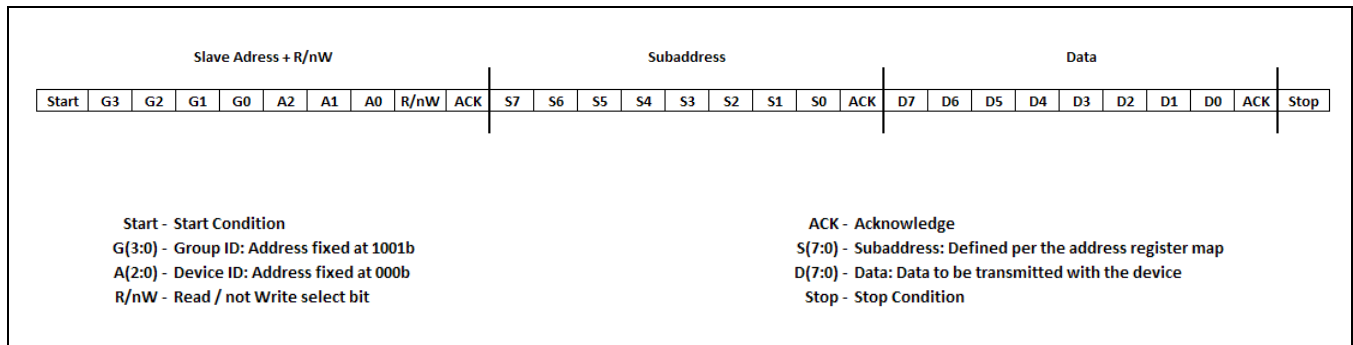 Slave Adress + R/nW Subaddress Data
Start G3 G2 G1 G0 A2 A1 A0 R/nW ACK S7 S6 S5 S4 S3 S2 S1 S0 ACK D7 D6 D5 D4 D3 D2 D1 D0 ACK Stop
Start - Start Condition
G(3:0) - Group ID: Address fixed at 1001b
A(2:0) - Device ID: Address fixed at 000b
R/nW - Read / not Write select bit
ACK - Acknowledge
S(7:0) - Subaddress: Defined per the address register map
D(7:0) - Data: Data to be transmitted with the device
Stop - Stop Condition